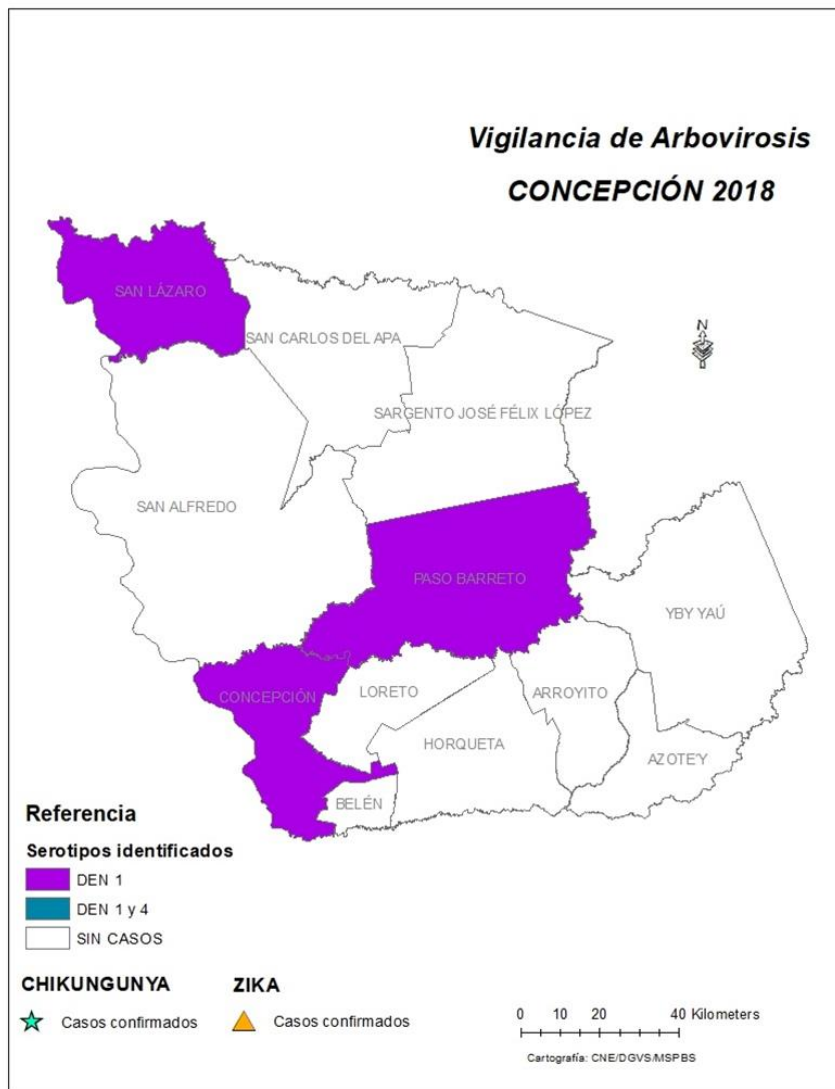 Vigilancia de Arbovirosis
CONCEPCIÓN 2018
N
SAN LÁZARO
SAN CARLOS DEL APA
SARGENTO JOSÉ FÉLIX LÓPEZ
SAN ALFREDO
PASO BARRETO
YBY YAÚ
CONCEPCIÓN
LORETO
ARROYITO
HORQUETA
AZOTE'Y
BELÉN
Referencia
Serotipos identificados
DEN 1
DEN 1 y 4
SIN CASOS
CHIKUNGUNYA ZIKA
Casos confirmados Casos confirmados
0 10 20 40 Kilometers
Cartografía: CNE/DGVS/MSPBS